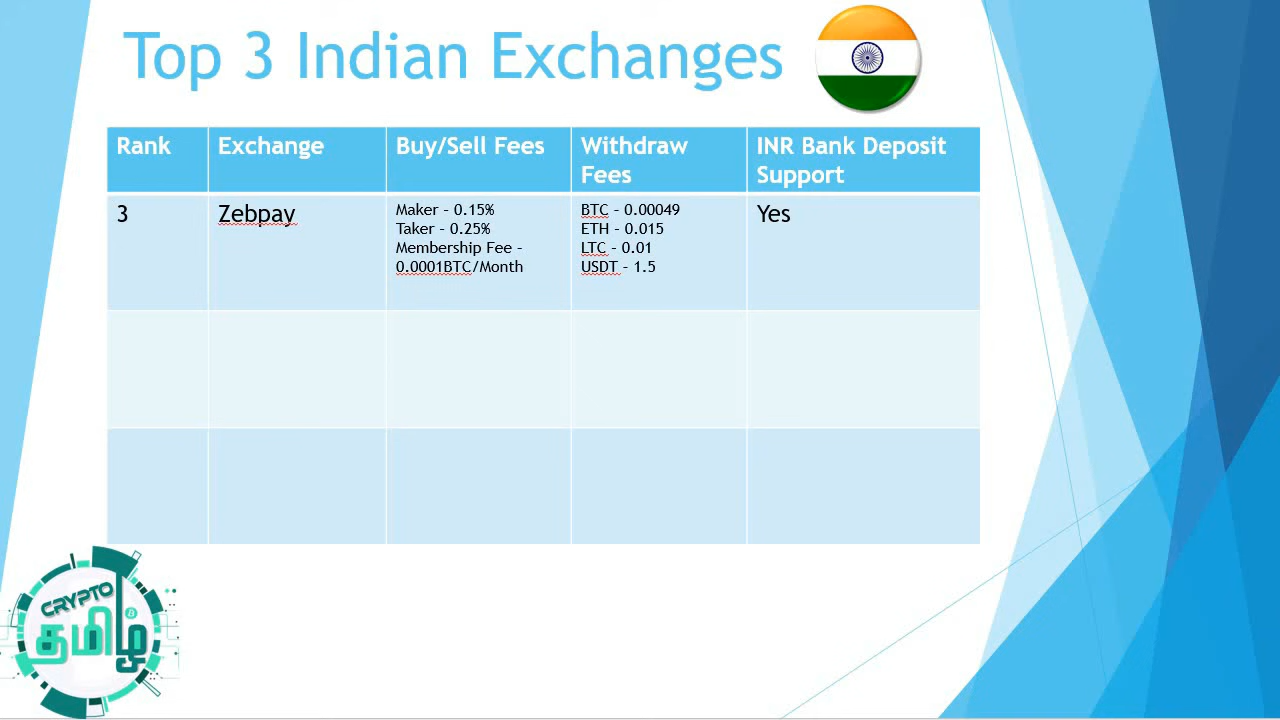 Top 3 Indian Exchanges
Rank
Exchange
Buy/Sell Fees
Withdraw
Fees
INR Bank Deposit
Support
3
Zebpay
Maker – 0.15%
Taker – 0.25%
Membership Fee –
0.0001BTC/Month
BTC – 0.00049
ETH – 0.015
LTC – 0.01
USDT – 1.5
Yes
CRYPTO
தமிழ்